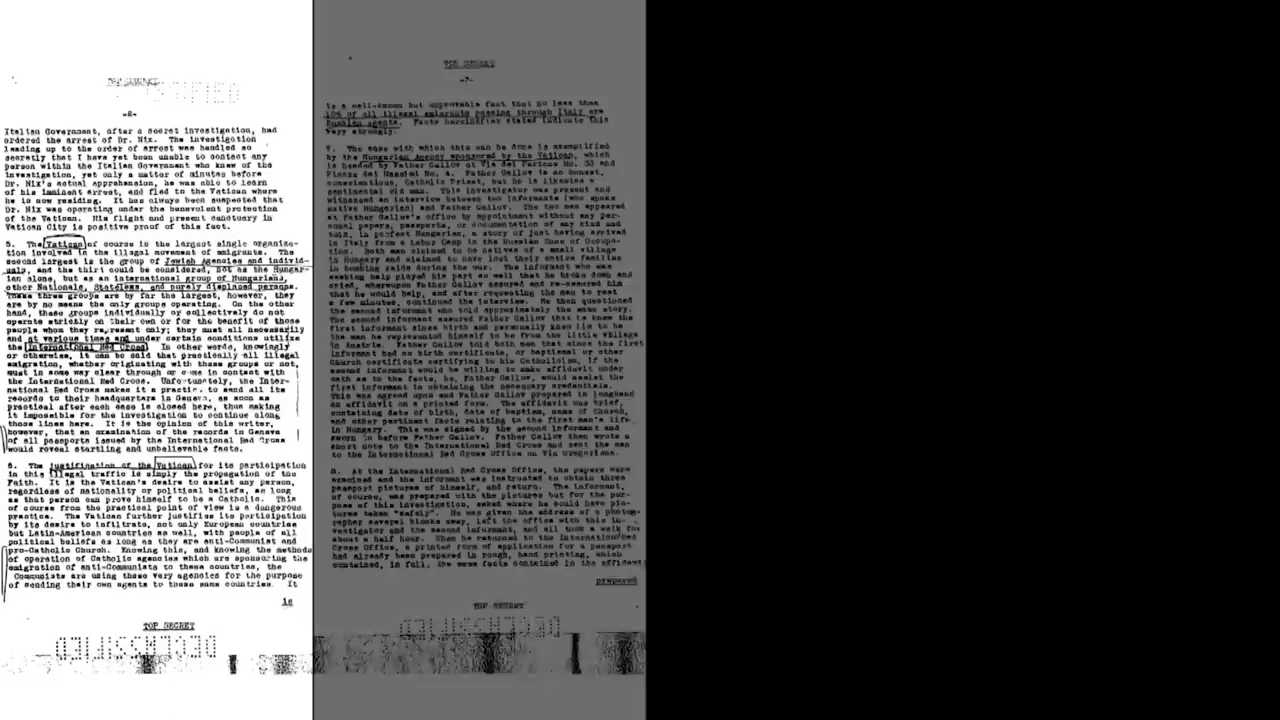 -2-
Italian Government, after a secret investigation, had
ordered the arrest of Dr. Nix. The investigation
leading up to the order of arrest was handled so
secretly that I have yet been unable to contact any
person within the Italian Government who knew of the
investigation, yet only a matter of minutes before
Dr. Nix's actual apprehension, he was able to learn
of his imminent arrest, and fled to the Vatican where
he is now residing. It has always been suspected that
Dr. Nix was operating under the benevolent protection
of the Vatican. His flight and present sanctuary in
Vatican City is positive proof of this fact.
5. The Vatican of course is the largest single organiza-
tion involved in the illegal movement of emigrants. The
second largest is the group of Jewish Agencies and individ-
uals, and the third could be considered, not as the Hungar-
ian alone, but as an international group of Hungarians,
other Nationals, Stateless, and purely displaced persons.
These three groups are by far the largest, however, they
are by no means the only groups operating. On the other
hand, these groups individually or collectively do not
operate strictly on their own or for the benefit of those
people whom they represent only; they must all necessarily
and at various times and under certain conditions utilize
the International Red Cross. In other words, knowingly
or otherwise, it can be said that practically all illegal
emigration, whether originating with these groups or not,
must in some way clear through or come in contact with
the International Red Cross. Unfortunately, the Inter-
national Red Cross makes it a practice to send all its
records to their headquarters in Geneva, as soon as
practical after each case is closed here, thus making
it impossible for the investigation to continue along
those lines here. It is the opinion of this writer,
however, that an examination of the records in Geneva
of all passports issued by the International Red Cross
would reveal startling and unbelievable facts.
6. The justification of the Vatican for its participation
in this illegal traffic is simply the propagation of the
Faith. It is the Vatican's desire to assist any person,
regardless of nationality or political beliefs, as long
as that person can prove himself to be a Catholic. This
of course from the practical point of view is a dangerous
practice. The Vatican further justifies its participation
by its desire to infiltrate, not only European countries
but Latin-American countries as well, with people of all
political beliefs as long as they are anti-Communist and
pro-Catholic Church. Knowing this, and knowing the methods
of operation of Catholic agencies which are sponsoring the
emigration of anti-Communists to these countries, the
Communists are using these very agencies for the purpose
of sending their own agents to these same countries. It
is
TOP SECRET
TOP SECRET
-3-
is a well-known but unprovable fact that no less than
10% of all illegal emigrants passing through Italy are
Russian agents. Facts hereinafter stated indicate this
very strongly.
7. The ease with which this can be done is exemplified
by the Hungarian Agency sponsored by the Vatican, which
is headed by Father Gallov at Via dei Parione No. 33 and
Piazza dei Massimi No. 4. Father Gallov is an honest,
conscientious, Catholic Priest, but he is likewise a
sentimental old man. This investigator was present and
witnessed an interview between two informants (who spoke
native Hungarian) and Father Gallov. The two men appeared
at Father Gallov's office by appointment without any per-
sonal papers, passports, or documentation of any kind and
told, in perfect Hungarian, a story of just having arrived
in Italy from a Labor Camp in the Russian Zone of Occupa-
tion. Both men claimed to be natives of a small village
in Hungary and claimed to have lost their entire families
in bombing raids during the war. The informant who was
seeking help played his part so well that he broke down and
cried, whereupon Father Gallov assured and re-assured him
that he would help, and after requesting the man to rest
a few minutes, continued the interview. He then questioned
the second informant who told approximately the same story.
The second informant assured Father Gallov that he knew the
first informant since birth and personally knew him to be
the man he represented himself to be from the little village
in Austria. Father Gallov told both men that since the first
informant had no birth certificate, or baptismal or other
Church certificate certifying to his Catholicism, if the
second informant would be willing to make affidavit under
oath as to the facts, he, Father Gallov, would assist the
first informant in obtaining the necessary credentials.
This was agreed upon and Father Gallov prepared in longhand
an affidavit on a printed form. The affidavit was brief,
containing date of birth, date of baptism, name of Church,
and other pertinent facts relating to the first man's life
in Hungary. This was signed by the second informant and
sworn in before Father Gallov. Father Gallov then wrote a
short note to the International Red Cross and sent the man
to the International Red Cross Office on Via Gregoriana.
8. At the International Red Cross Office, the papers were
examined and the informant was instructed to obtain three
passport pictures of himself, and return. The informant,
of course, was prepared with the pictures but for the pur-
pose of this investigation, asked where he could have pic-
tures taken "safely". He was given the address of a photog-
rapher several blocks away, left the office with this in-
vestigator and the second informant, and all took a walk for
about a half hour. When he returned to the International Red
Cross Office, a printed form of application for a passport
had already been prepared in rough, hand printing, which
contained, in full, the same facts contained in the affidavit
prepared
TOP SECRET